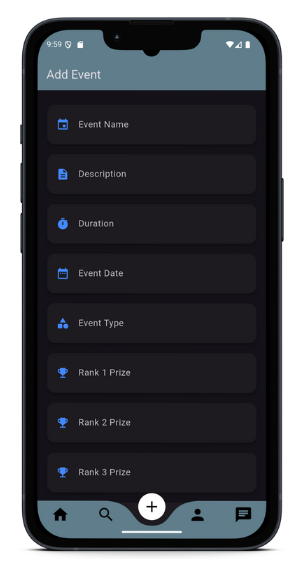 9:59
Add Event
Event Name
Description
Duration
Event Date
Event Type
Rank 1 Prize
Rank 2 Prize
Rank 3 Prize